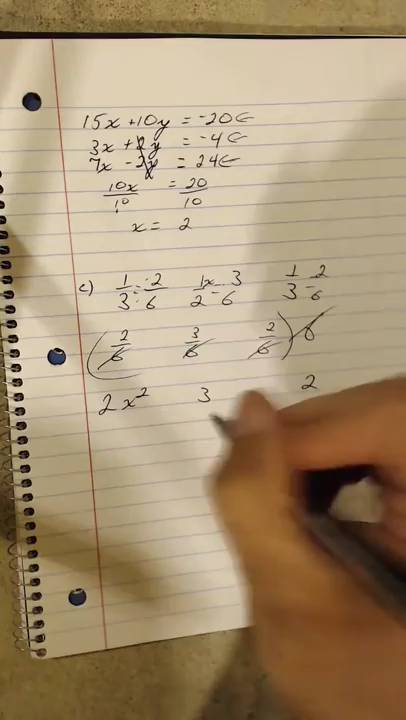 15x + 10y = -20
3x + 2y = -4
7x - 2y = 24
10x = 20
10 10
x = 2
c) 1/3 = 2/6 1x/2 = 3/6 1/3 = 2/6
( 2/6 3/6 2/6 ) 6
2x² 3 2